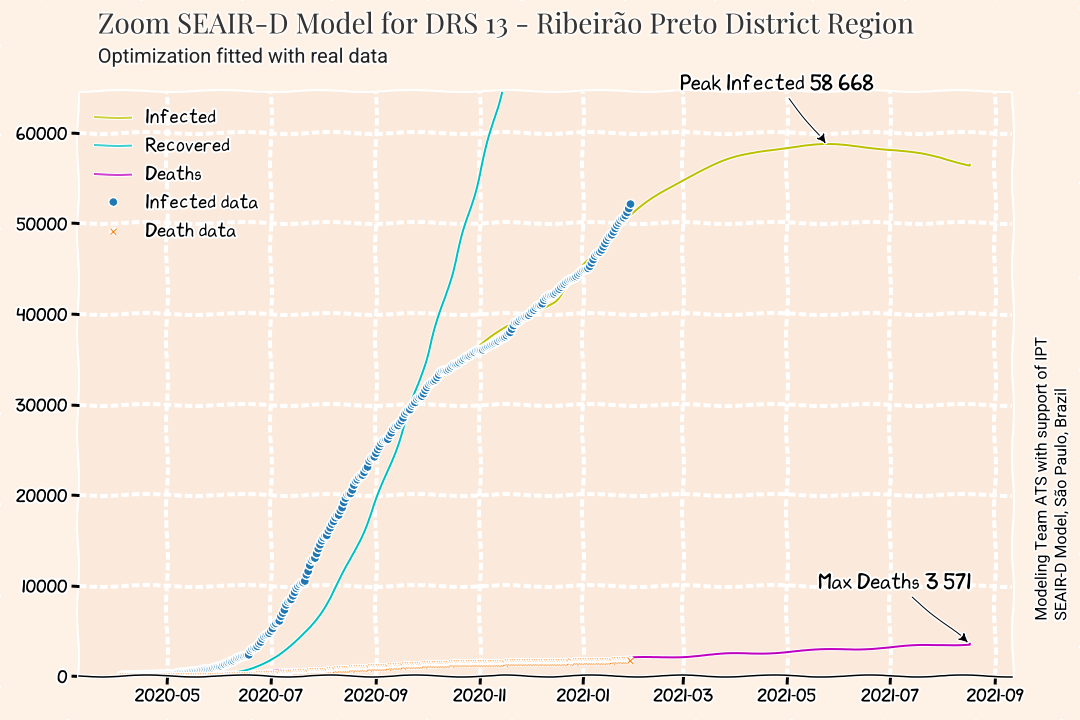 Zoom SEAIR-D Model for DRS 13 - Ribeirão Preto District Region
Optimization fitted with real data
Peak Infected 58 668
Infected
Recovered
Deaths
Infected data
Death data
60000
50000
40000
30000
20000
10000
0
Max Deaths 3 571
2020-05
2020-07
2020-09
2020-11
2021-01
2021-03
2021-05
2021-07
2021-09
Modeling Team ATS with support of IPT
SEAIR-D Model, São Paulo, Brazil